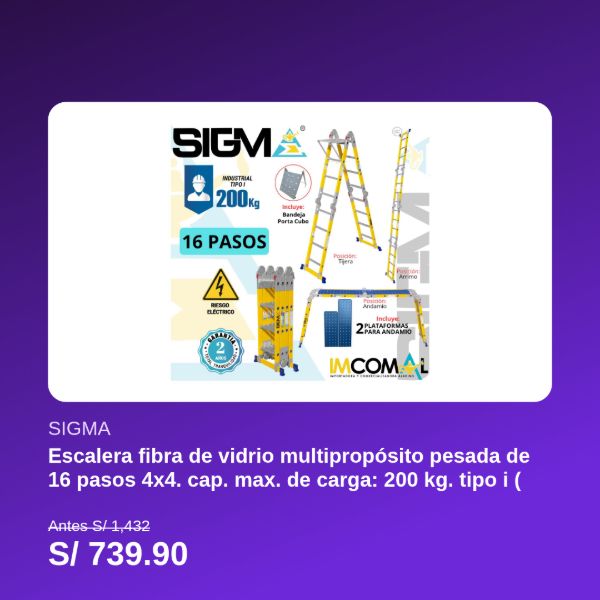 SIGMA
®
INDUSTRIAL
TIPO I
200Kg
Incluye:
Bandeja
Porta Cubo
16 PASOS
Posición:
Tijera
Posición:
Arrimo
RIESGO
ELÉCTRICO
Posición:
Andamio
Incluye:
2 PLATAFORMAS
PARA ANDAMIO
GARANTÍA
2
AÑOS
IMCOMAL
SIGMA
Escalera fibra de vidrio multipropósito pesada de
16 pasos 4x4. cap. max. de carga: 200 kg. tipo i (
Antes S/ 1,432
S/ 739.90